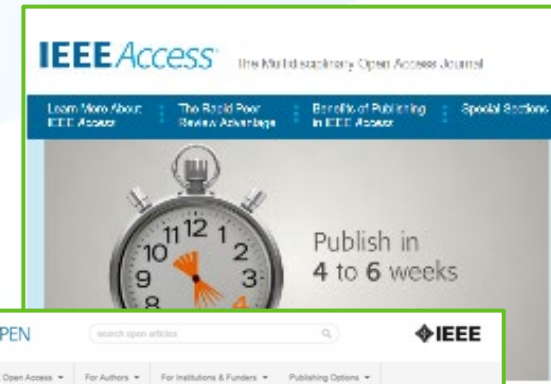 IEEE Access The Multidisciplinary Open Access Journal
Learn More About
IEEE Access
The Rapid Peer
Review Advantage
Benefits of Publishing
in IEEE Access
Special Sections
11 12 1
10 2
9 3
8 4
Publish in
4 to 6 weeks
PEN
search open articles
IEEE
Open Access
For Authors
For Institutions & Funders
Publishing Options